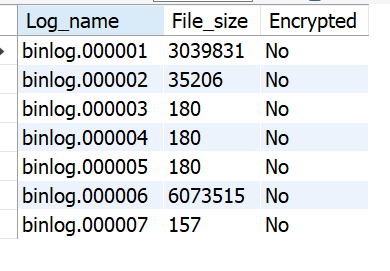 Log_name File_size Encrypted
binlog.000001 3039831 No
binlog.000002 35206 No
binlog.000003 180 No
binlog.000004 180 No
binlog.000005 180 No
binlog.000006 6073515 No
binlog.000007 157 No